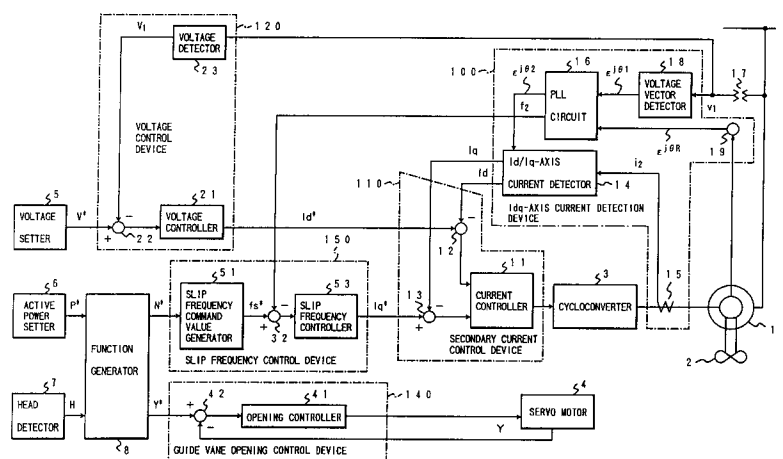 V₁
120
VOLTAGE
DETECTOR
23
VOLTAGE
CONTROL
DEVICE
100
εjθ2
16
PLL
CIRCUIT
εjθ1
18
VOLTAGE
VECTOR
DETECTOR
17
v₁
f₂
εjθR
19
Iq
Id/Iq-AXIS
CURRENT DETECTOR
14
i₂
Id
Idq-AXIS CURRENT DETECTION
DEVICE
110
5
VOLTAGE
SETTER
V*
−
+
22
21
VOLTAGE CONTROLLER
Id*
−
+
12
150
6
ACTIVE
POWER
SETTER
P*
FUNCTION
GENERATOR
8
N*
51
SLIP
FREQUENCY
COMMAND
VALUE
GENERATOR
fs*
−
+
32
53
SLIP
FREQUENCY
CONTROLLER
Iq*
SLIP FREQUENCY CONTROL DEVICE
13
−
+
11
CURRENT
CONTROLLER
SECONDARY CURRENT
CONTROL DEVICE
3
CYCLOCONVERTER
15
1
2
7
HEAD
DETECTOR
H
Y*
+
−
42
41
OPENING CONTROLLER
140
GUIDE VANE OPENING CONTROL DEVICE
4
SERVO MOTOR
Y